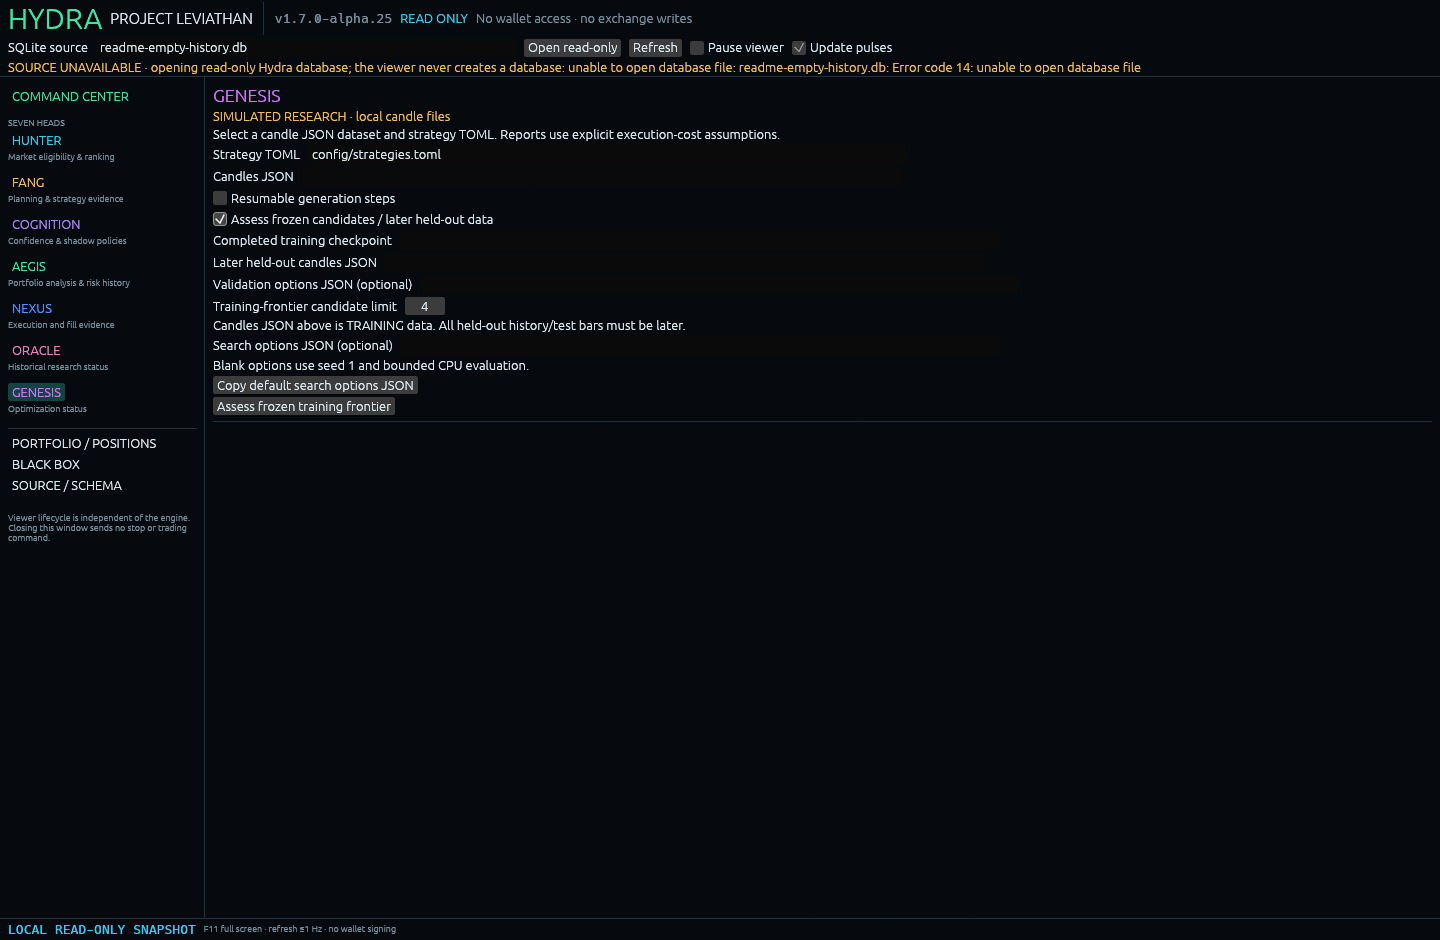 HYDRA PROJECT LEVIATHAN v1.7.0-alpha.25 READ ONLY No wallet access · no exchange writes
SQLite source readme-empty-history.db Open read-only Refresh Pause viewer Update pulses
SOURCE UNAVAILABLE · opening read-only Hydra database; the viewer never creates a database: unable to open database file: readme-empty-history.db: Error code 14: unable to open database file
COMMAND CENTER
SEVEN HEADS
HUNTER
Market eligibility & ranking
FANG
Planning & strategy evidence
COGNITION
Confidence & shadow policies
AEGIS
Portfolio analysis & risk history
NEXUS
Execution and fill evidence
ORACLE
Historical research status
GENESIS
Optimization status
PORTFOLIO / POSITIONS
BLACK BOX
SOURCE / SCHEMA
Viewer lifecycle is independent of the engine.
Closing this window sends no stop or trading
command.
GENESIS
SIMULATED RESEARCH · local candle files
Select a candle JSON dataset and strategy TOML. Reports use explicit execution-cost assumptions.
Strategy TOML config/strategies.toml
Candles JSON
Resumable generation steps
Assess frozen candidates / later held-out data
Completed training checkpoint
Later held-out candles JSON
Validation options JSON (optional)
Training-frontier candidate limit 4
Candles JSON above is TRAINING data. All held-out history/test bars must be later.
Search options JSON (optional)
Blank options use seed 1 and bounded CPU evaluation.
Copy default search options JSON
Assess frozen training frontier
LOCAL READ-ONLY SNAPSHOT F11 full screen · refresh ≤1 Hz · no wallet signing